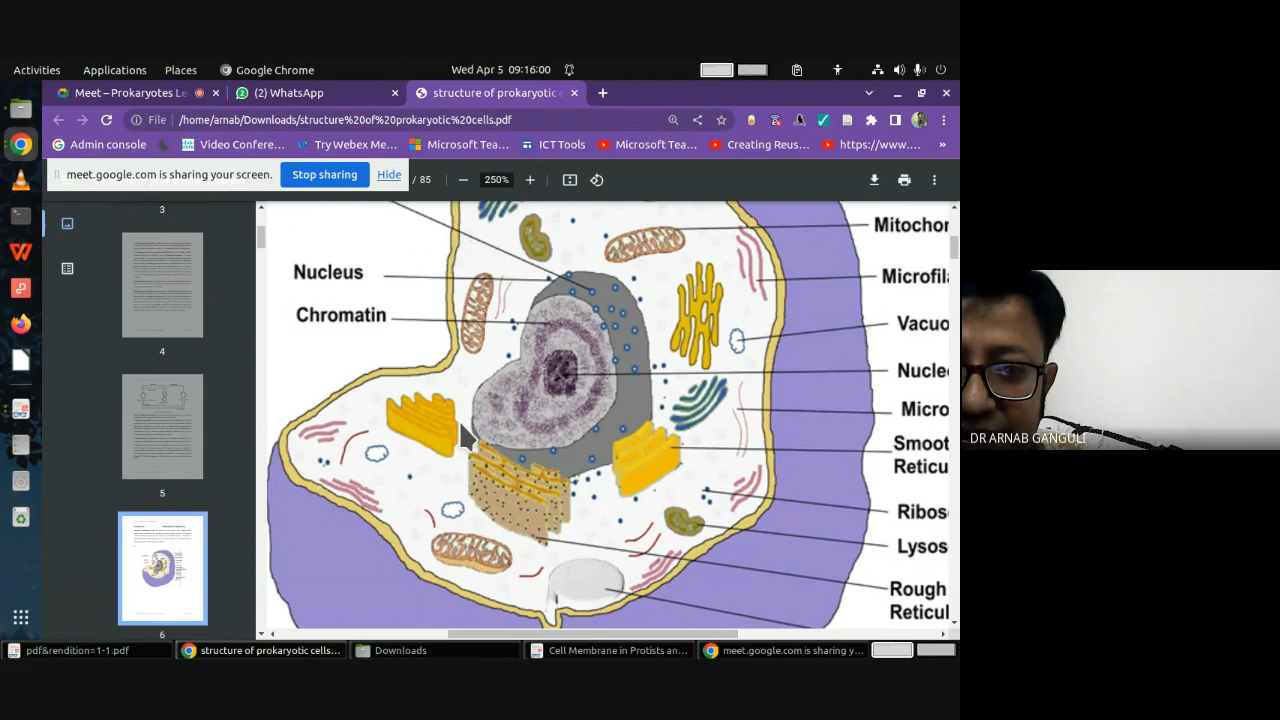 Activities Applications Places Google Chrome Wed Apr 5 09:16:00
Meet – Prokaryotes Le (2) WhatsApp structure of prokaryotic c
File /home/arnab/Downloads/structure%20of%20prokaryotic%20cells.pdf
Admin console Video Confere... Try Webex Me... Microsoft Tea... ICT Tools Microsoft Tea... Creating Reus... https://www....
meet.google.com is sharing your screen. Stop sharing Hide / 85 250%
3
4
5
6
Mitochor
Nucleus
Microfila
Chromatin
Vacuo
Nucle
Micro
Smoot
Reticu
Ribos
Lysos
Rough
Reticul
DR ARNAB GANGULI
pdf&rendition=1-1.pdf structure of prokaryotic cells... Downloads Cell Membrane in Protists an... meet.google.com is sharing y...